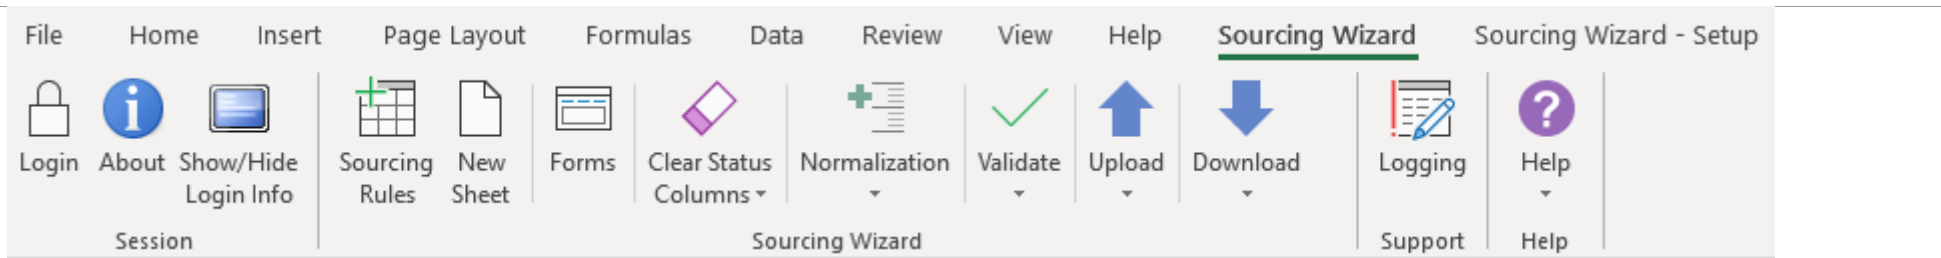 File Home Insert Page Layout Formulas Data Review View Help Sourcing Wizard Sourcing Wizard - Setup
Login About Show/Hide Sourcing New Forms Clear Status Normalization Validate Upload Download Logging Help
Login Info Rules Sheet Columns
Session Sourcing Wizard Support Help